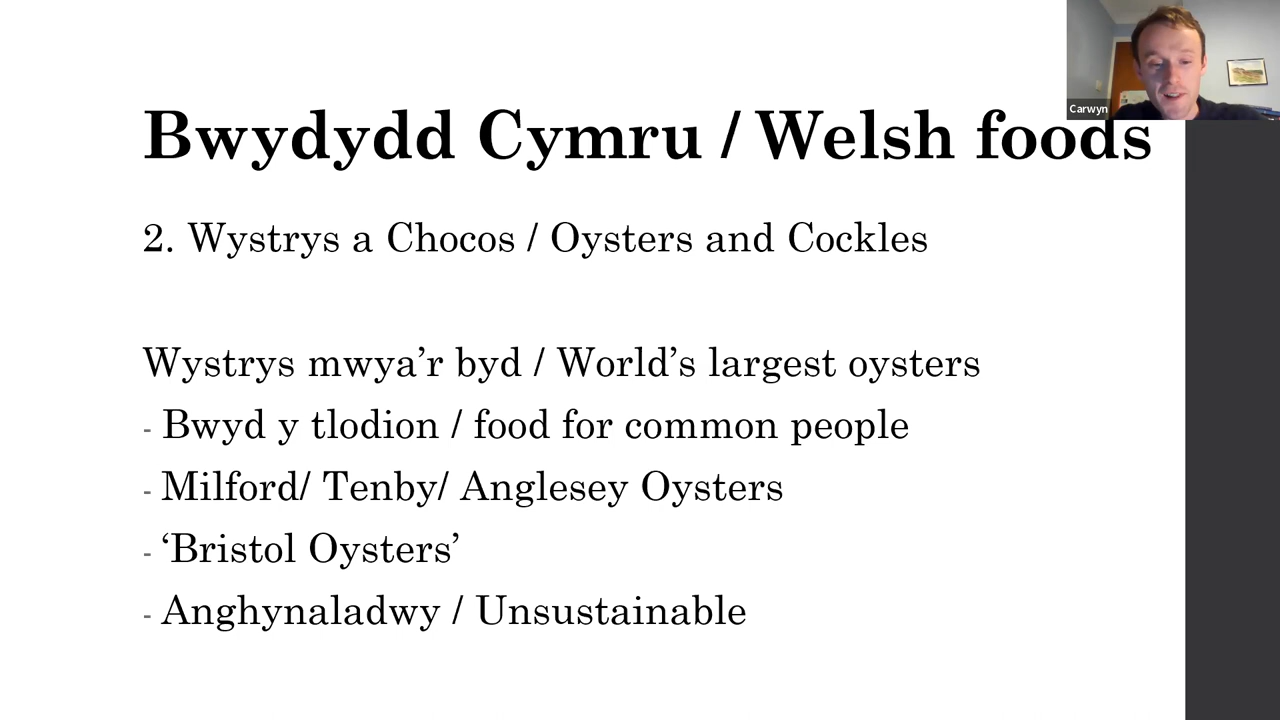 Carwyn
Bwydydd Cymru / Welsh foods
2. Wystrys a Chocos / Oysters and Cockles
Wystrys mwya’r byd / World’s largest oysters
- Bwyd y tlodion / food for common people
- Milford/ Tenby/ Anglesey Oysters
- ‘Bristol Oysters’
- Anghynaladwy / Unsustainable